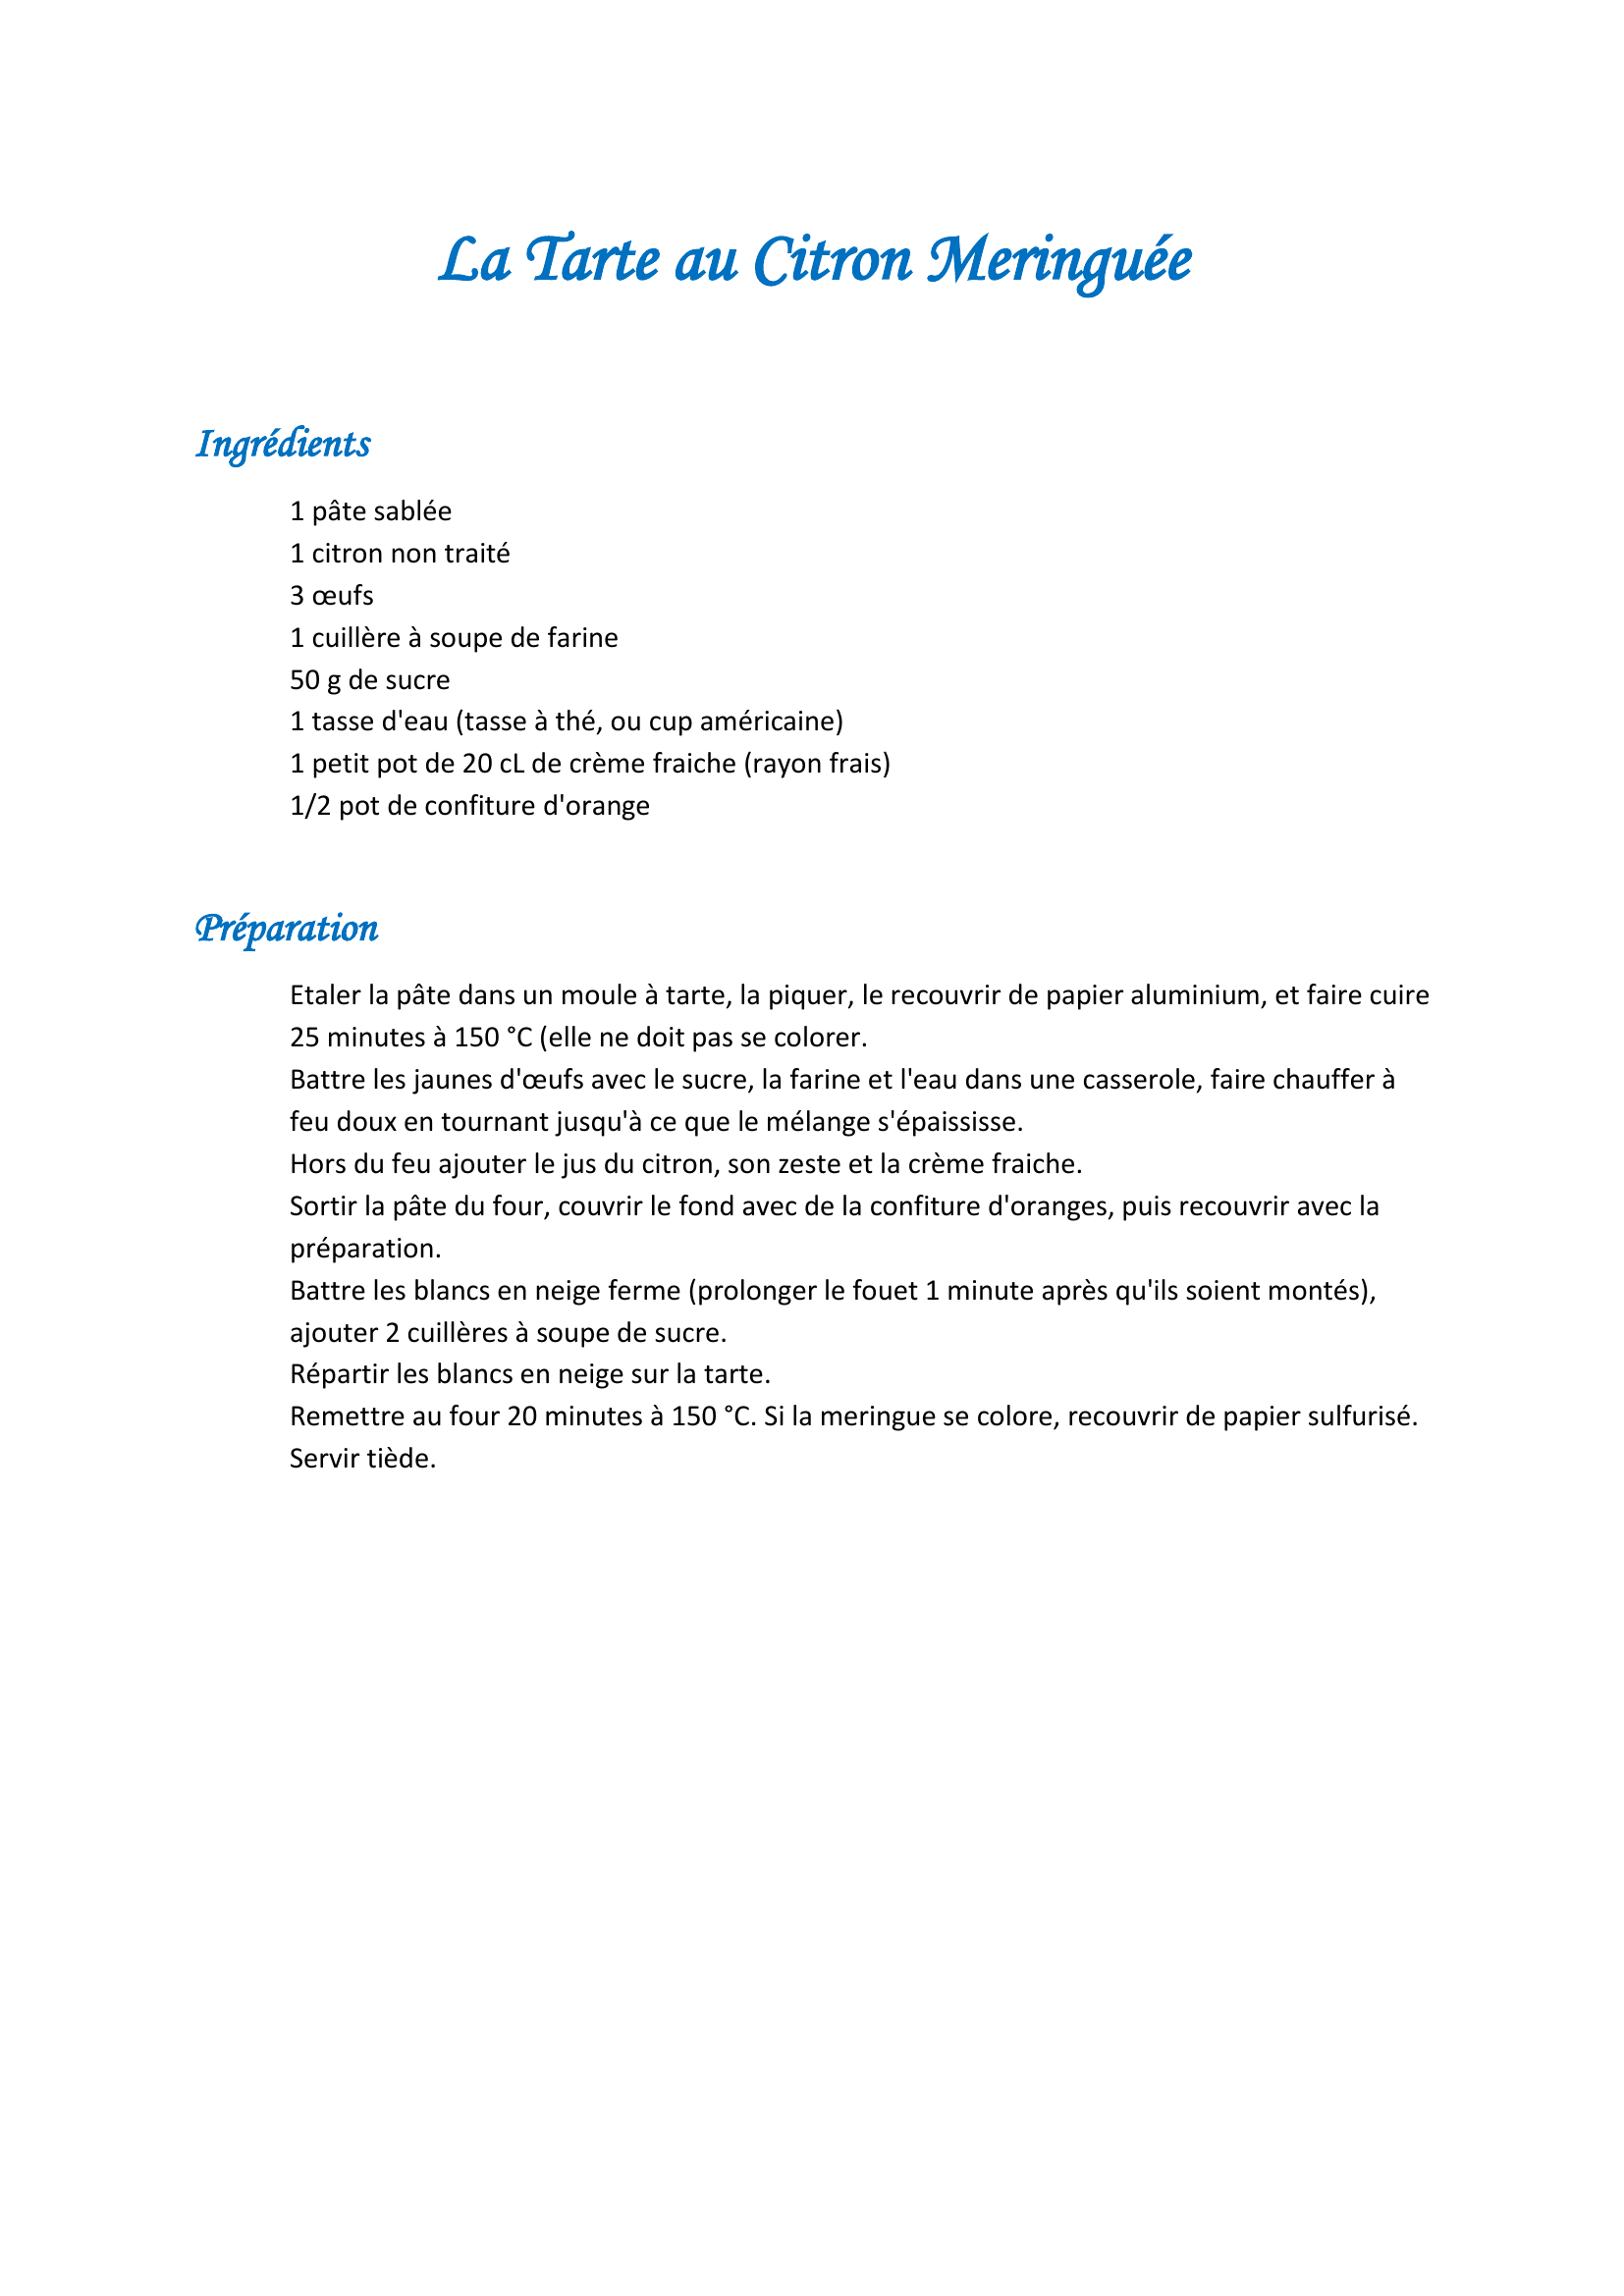 La Tarte au Citron Meringuée
Ingrédients
1 pâte sablée
1 citron non traité
3 œufs
1 cuillère à soupe de farine
50 g de sucre
1 tasse d'eau (tasse à thé, ou cup américaine)
1 petit pot de 20 cL de crème fraiche (rayon frais)
1/2 pot de confiture d'orange
Préparation
Etaler la pâte dans un moule à tarte, la piquer, le recouvrir de papier aluminium, et faire cuire
25 minutes à 150 °C (elle ne doit pas se colorer.
Battre les jaunes d'œufs avec le sucre, la farine et l'eau dans une casserole, faire chauffer à
feu doux en tournant jusqu'à ce que le mélange s'épaississe.
Hors du feu ajouter le jus du citron, son zeste et la crème fraiche.
Sortir la pâte du four, couvrir le fond avec de la confiture d'oranges, puis recouvrir avec la
préparation.
Battre les blancs en neige ferme (prolonger le fouet 1 minute après qu'ils soient montés),
ajouter 2 cuillères à soupe de sucre.
Répartir les blancs en neige sur la tarte.
Remettre au four 20 minutes à 150 °C. Si la meringue se colore, recouvrir de papier sulfurisé.
Servir tiède.